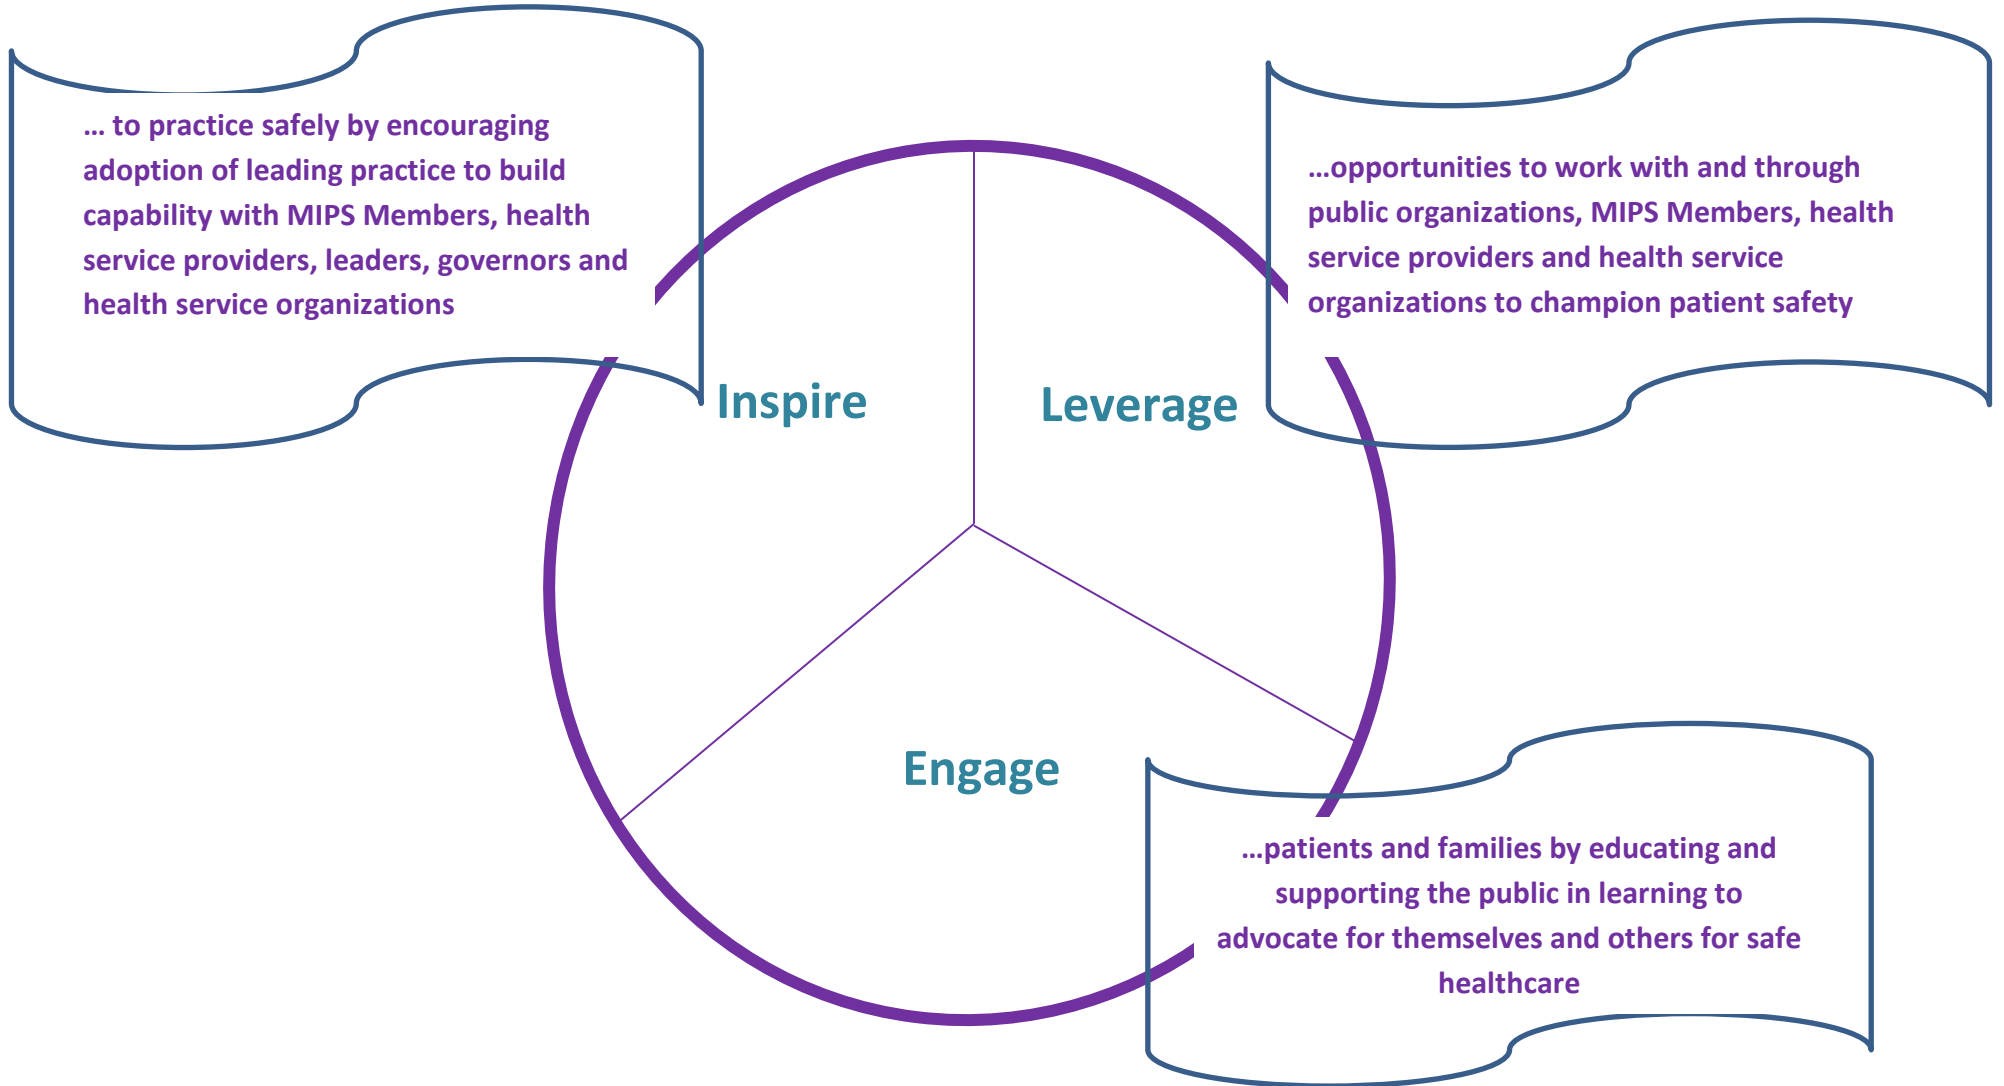 … to practice safely by encouraging
adoption of leading practice to build
capability with MIPS Members, health
service providers, leaders, governors and
health service organizations
…opportunities to work with and through
public organizations, MIPS Members, health
service providers and health service
organizations to champion patient safety
Inspire
Leverage
Engage
…patients and families by educating and
supporting the public in learning to
advocate for themselves and others for safe
healthcare